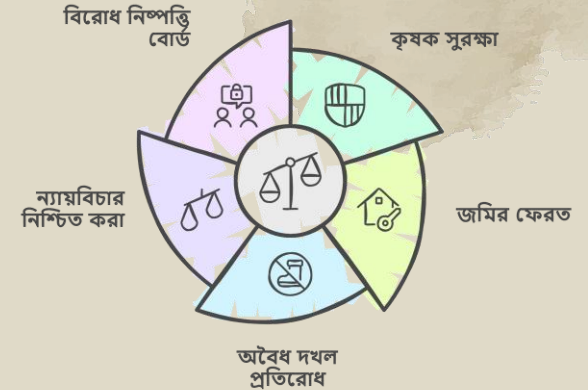 বিরোধ নিষ্পত্তি
বোর্ড
কৃষক সুরক্ষা
ন্যায়বিচার
নিশ্চিত করা
জমির ফেরত
অবৈধ দখল
প্রতিরোধ